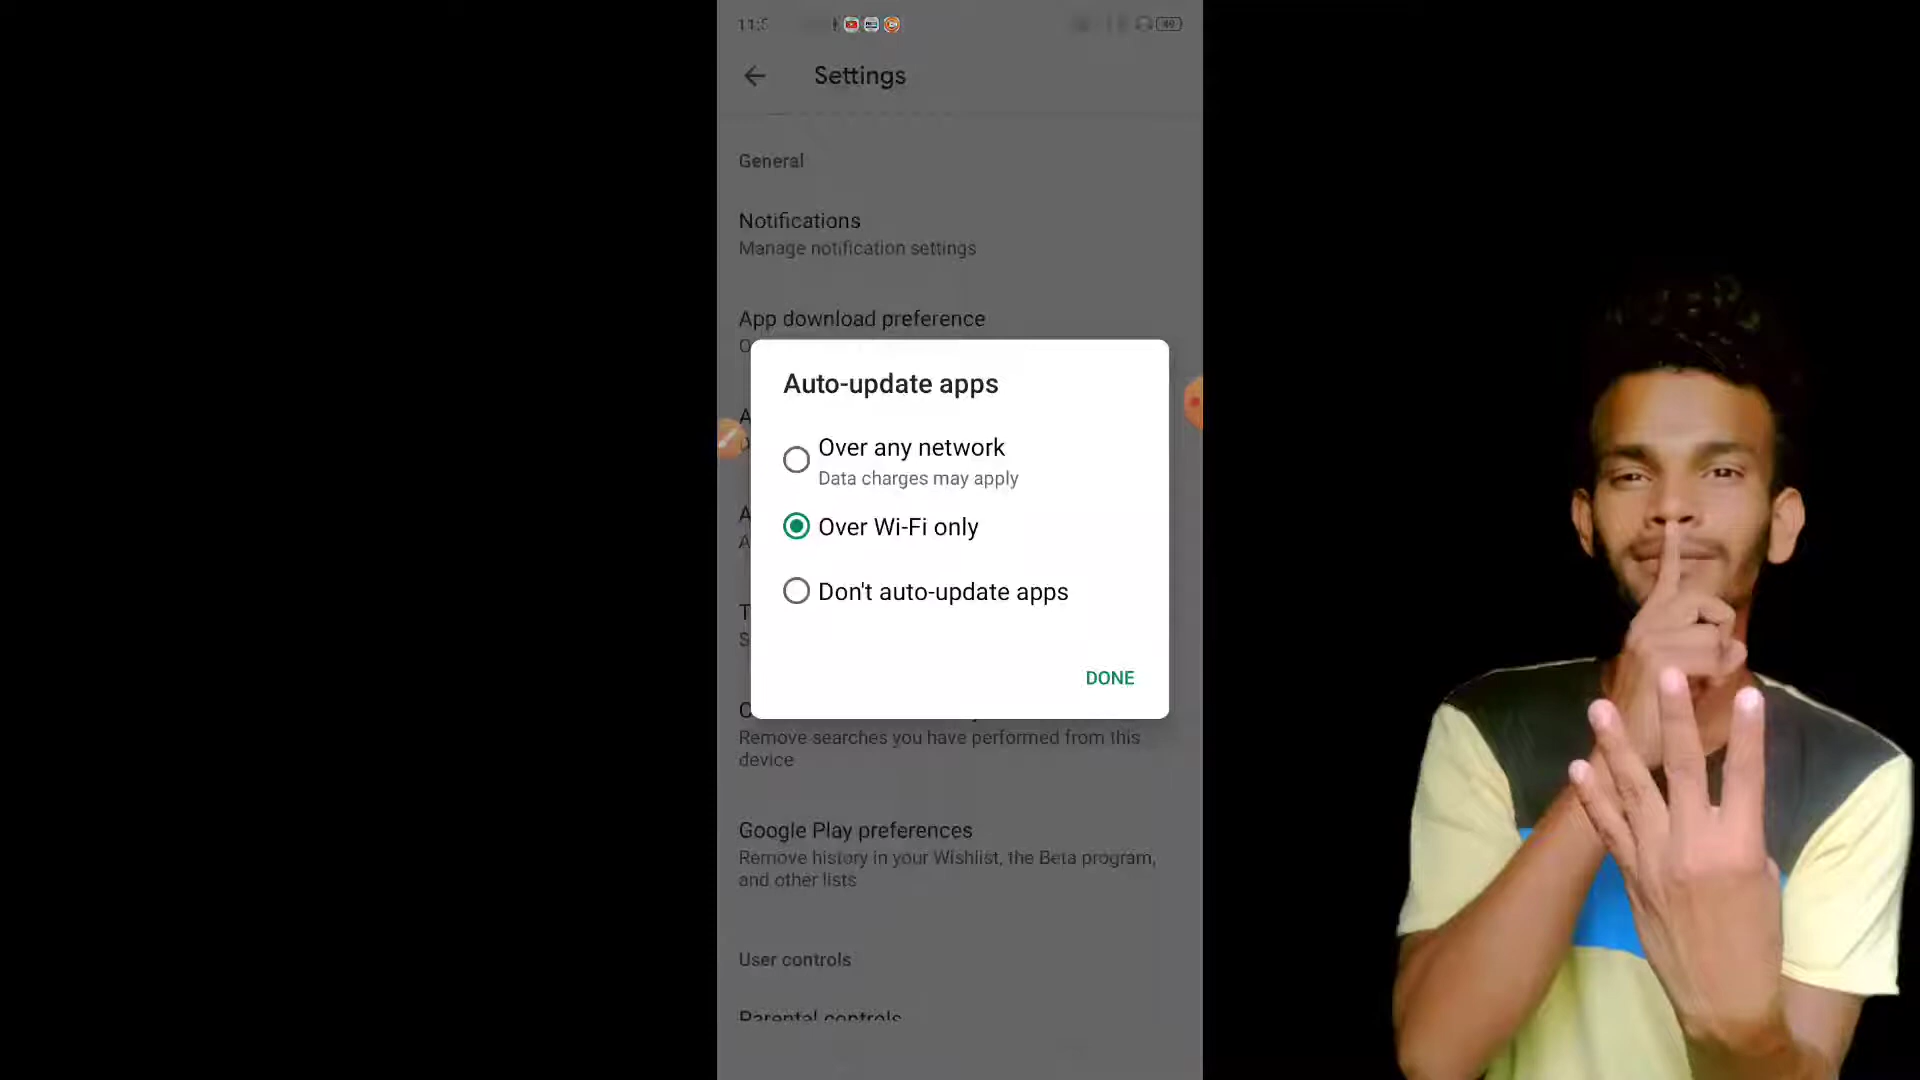 Settings
General
Notifications
Manage notification settings
App download preference
Auto-update apps
Over any network
Data charges may apply
Over Wi-Fi only
Don't auto-update apps
DONE
Remove searches you have performed from this
device
Google Play preferences
Remove history in your Wishlist, the Beta program,
and other lists
User controls
Parental controls